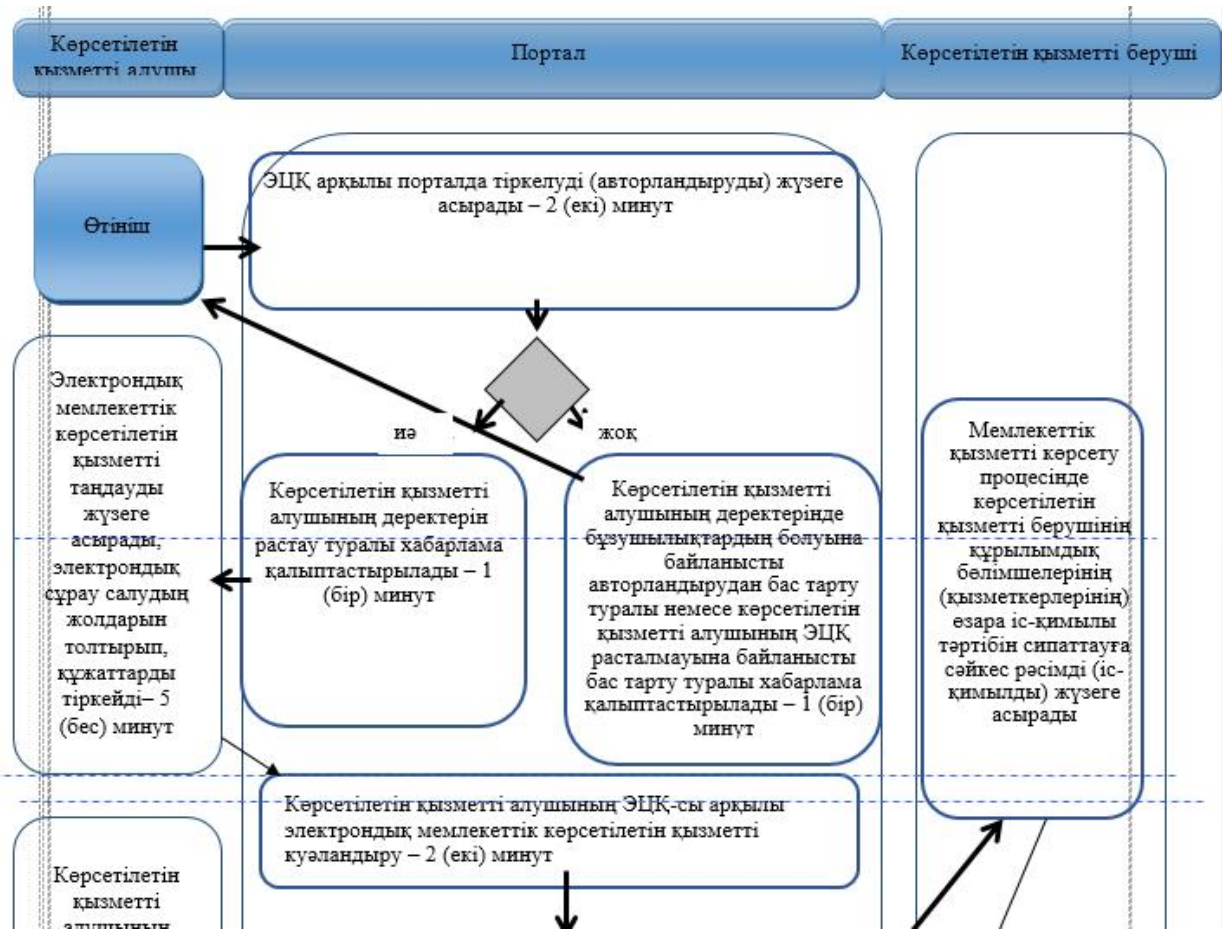 Көрсетілетін
қызметті алушы
Портал
Көрсетілетін қызметті беруші
Өтініш
ЭЦҚ арқылы порталда тіркелуді (авторландыруды) жүзеге
асырады – 2 (екі) минут
иә
жоқ
Электрондық
мемлекеттік
көрсетілетін
қызметті
таңдауды
жүзеге
асырады,
электрондық
сұрау салудың
жолдарын
толтырып,
құжаттарды
тіркейді– 5
(бес) минут
Көрсетілетін қызметті
алушының деректерін
растау туралы хабарлама
қалыптастырылады – 1
(бір) минут
Көрсетілетін қызметті
алушының деректерінде
бұзушылықтардың болуына
байланысты
авторландырудан бас тарту
туралы немесе көрсетілетін
қызметті алушының ЭЦҚ
расталмауына байланысты
бас тарту туралы хабарлама
қалыптастырылады – 1 (бір)
минут
Мемлекеттік
қызметті көрсету
процесінде
көрсетілетін
қызметті берушінің
құрылымдық
бөлімшелерінің
(қызметкерлерінің)
өзара іс-қимылы
тәртібін сипаттауға
сәйкес рәсімді (іс-
қимылды) жүзеге
асырады
Көрсетілетін қызметті алушының ЭЦҚ-сы арқылы
электрондық мемлекеттік көрсетілетін қызметті
куәландыру – 2 (екі) минут
Көрсетілетін
қызметті
алушының